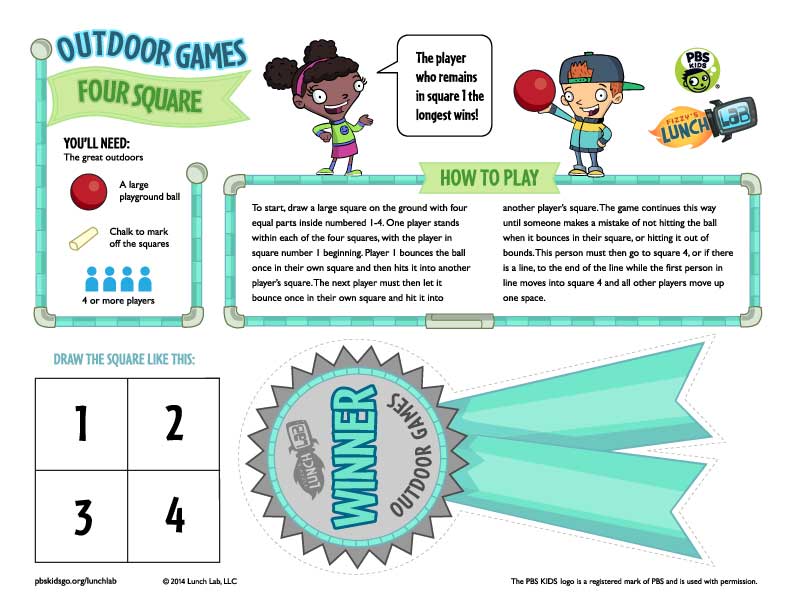 OUTDOOR GAMES
FOUR SQUARE
YOU'LL NEED:
The great outdoors
A large
playground ball
Chalk to mark
off the squares
4 or more players
The player
who remains
in square 1 the
longest wins!
PBS
KIDS
FIZZY'S
LUNCH
LAB
HOW TO PLAY
To start, draw a large square on the ground with four
equal parts inside numbered 1-4. One player stands
within each of the four squares, with the player in
square number 1 beginning. Player 1 bounces the ball
once in their own square and then hits it into another
player's square. The next player must then let it
bounce once in their own square and hit it into
another player's square. The game continues this way
until someone makes a mistake of not hitting the ball
when it bounces in their square, or hitting it out of
bounds. This person must then go to square 4, or if there
is a line, to the end of the line while the first person in
line moves into square 4 and all other players move up
one space.
DRAW THE SQUARE LIKE THIS:
1 2
3 4
LUNCH
LAB
WINNER
OUTDOOR GAMES
pbskidsgo.org/lunchlab
© 2014 Lunch Lab, LLC
The PBS KIDS logo is a registered mark of PBS and is used with permission.